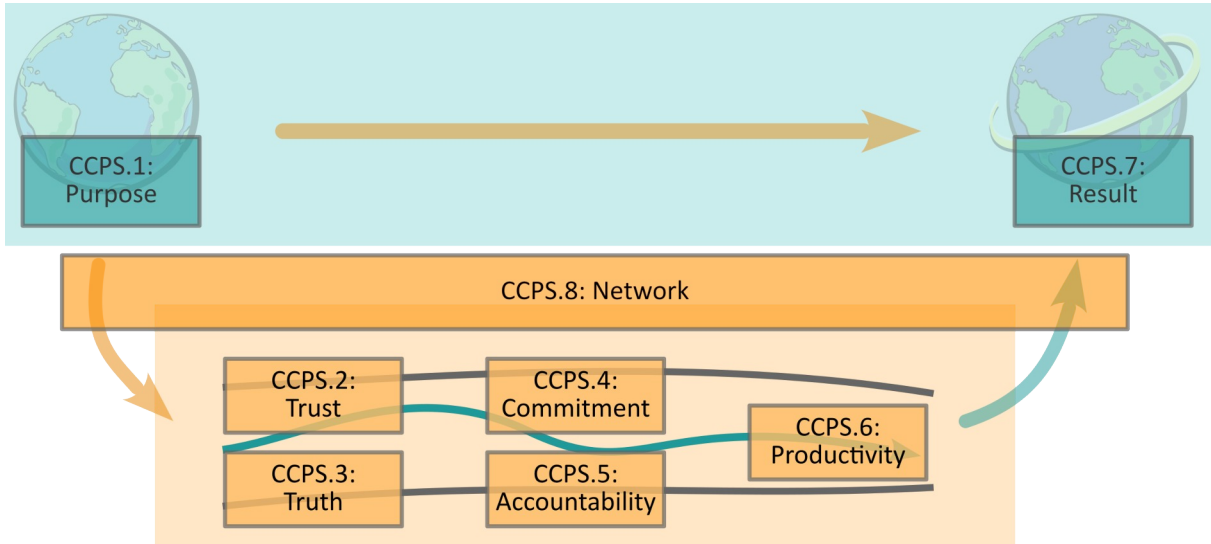 CCPS.1:
Purpose
CCPS.7:
Result
CCPS.8: Network
CCPS.2:
Trust
CCPS.4:
Commitment
CCPS.6:
Productivity
CCPS.3:
Truth
CCPS.5:
Accountability